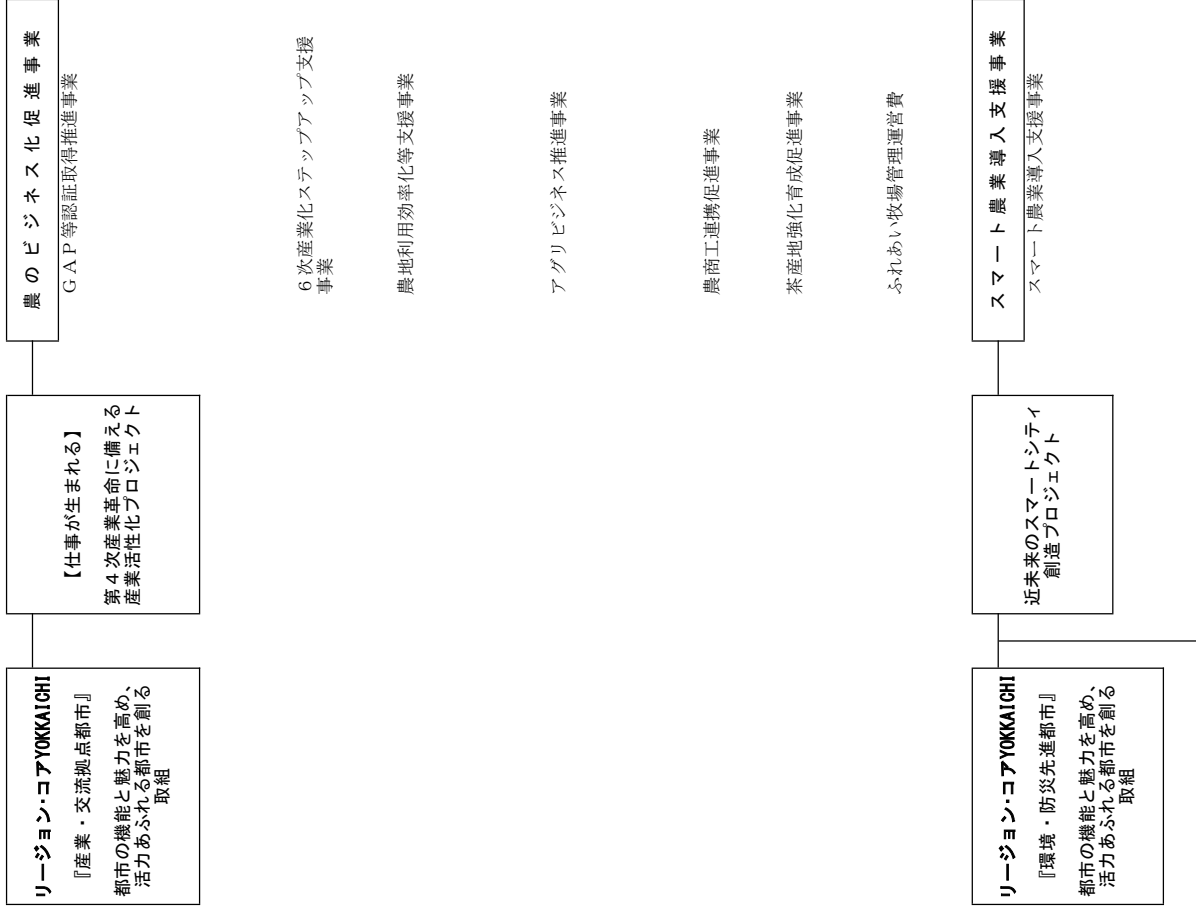 リージョン・コアYOKKAICHI
『産業・交流拠点都市』
都市の機能と魅力を高め、
活力あふれる都市を創る
取組
【仕事が生まれる】
第４次産業革命に備える
産業活性化プロジェクト
農のビジネス化促進事業
ＧＡＰ等認証取得推進事業
６次産業化ステップアップ支援
事業
農地利用効率化等支援事業
アグリビジネス推進事業
農商工連携促進事業
茶産地強化育成促進事業
ふれあい牧場管理運営費
リージョン・コアYOKKAICHI
『環境・防災先進都市』
都市の機能と魅力を高め、
活力あふれる都市を創る
取組
近未来のスマートシティ
創造プロジェクト
スマート農業導入支援事業
スマート農業導入支援事業